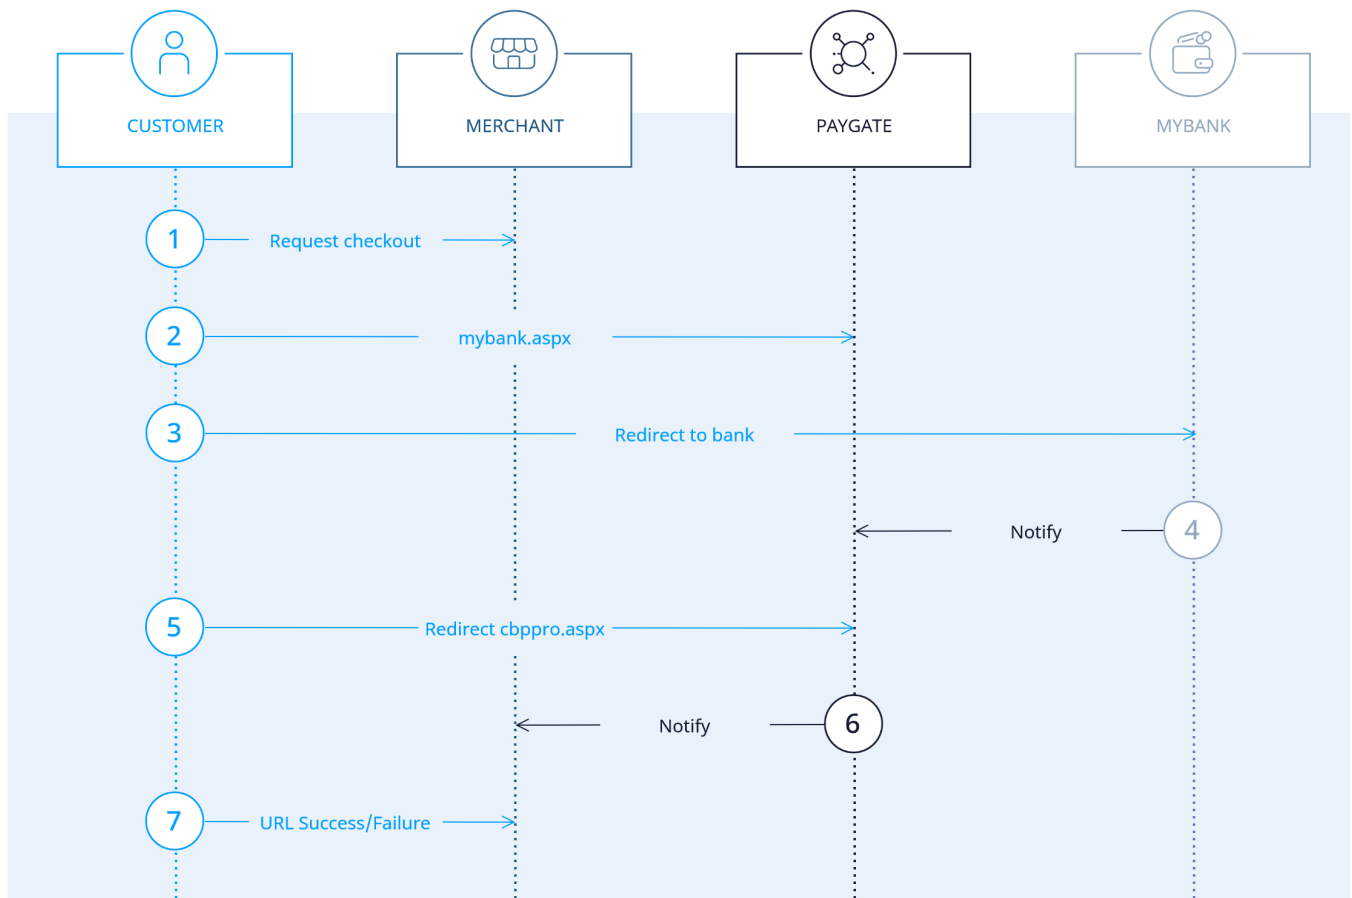 CUSTOMER
MERCHANT
PAYGATE
MYBANK
1
Request checkout
2
mybank.aspx
3
Redirect to bank
Notify
4
5
Redirect cbppro.aspx
Notify
6
7
URL Success/Failure